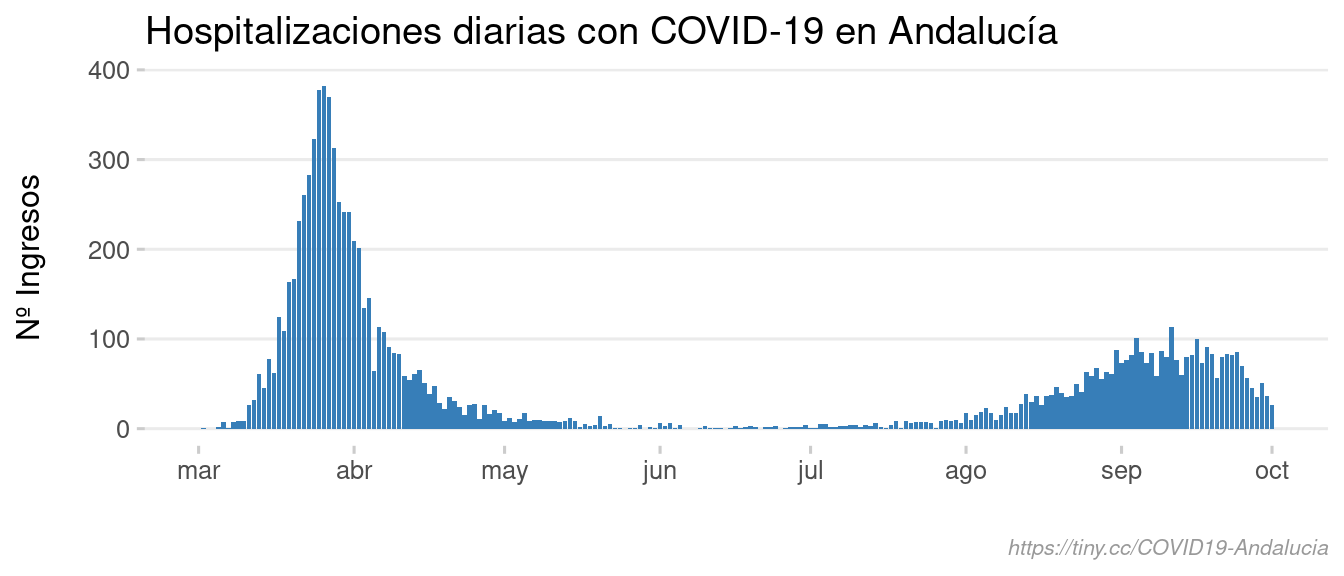 Hospitalizaciones diarias con COVID-19 en Andalucía
Nº Ingresos
400
300
200
100
0
mar abr may jun jul ago sep oct
https://tiny.cc/COVID19-Andalucia